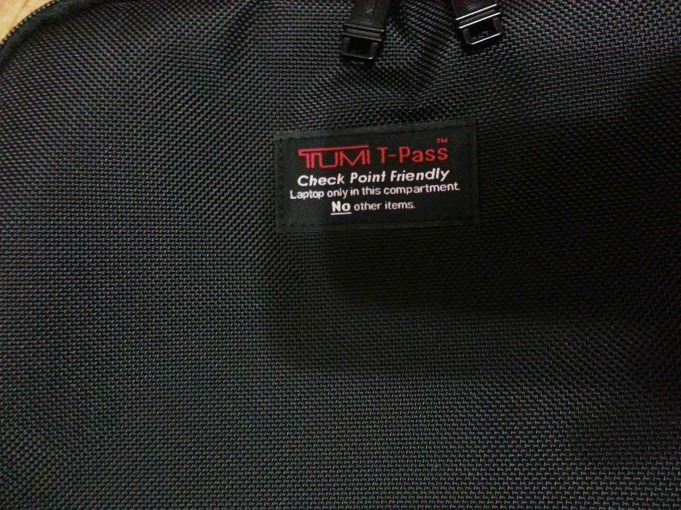 TUMI T-Pass™
Check Point Friendly
Laptop only in this compartment.
No other items.